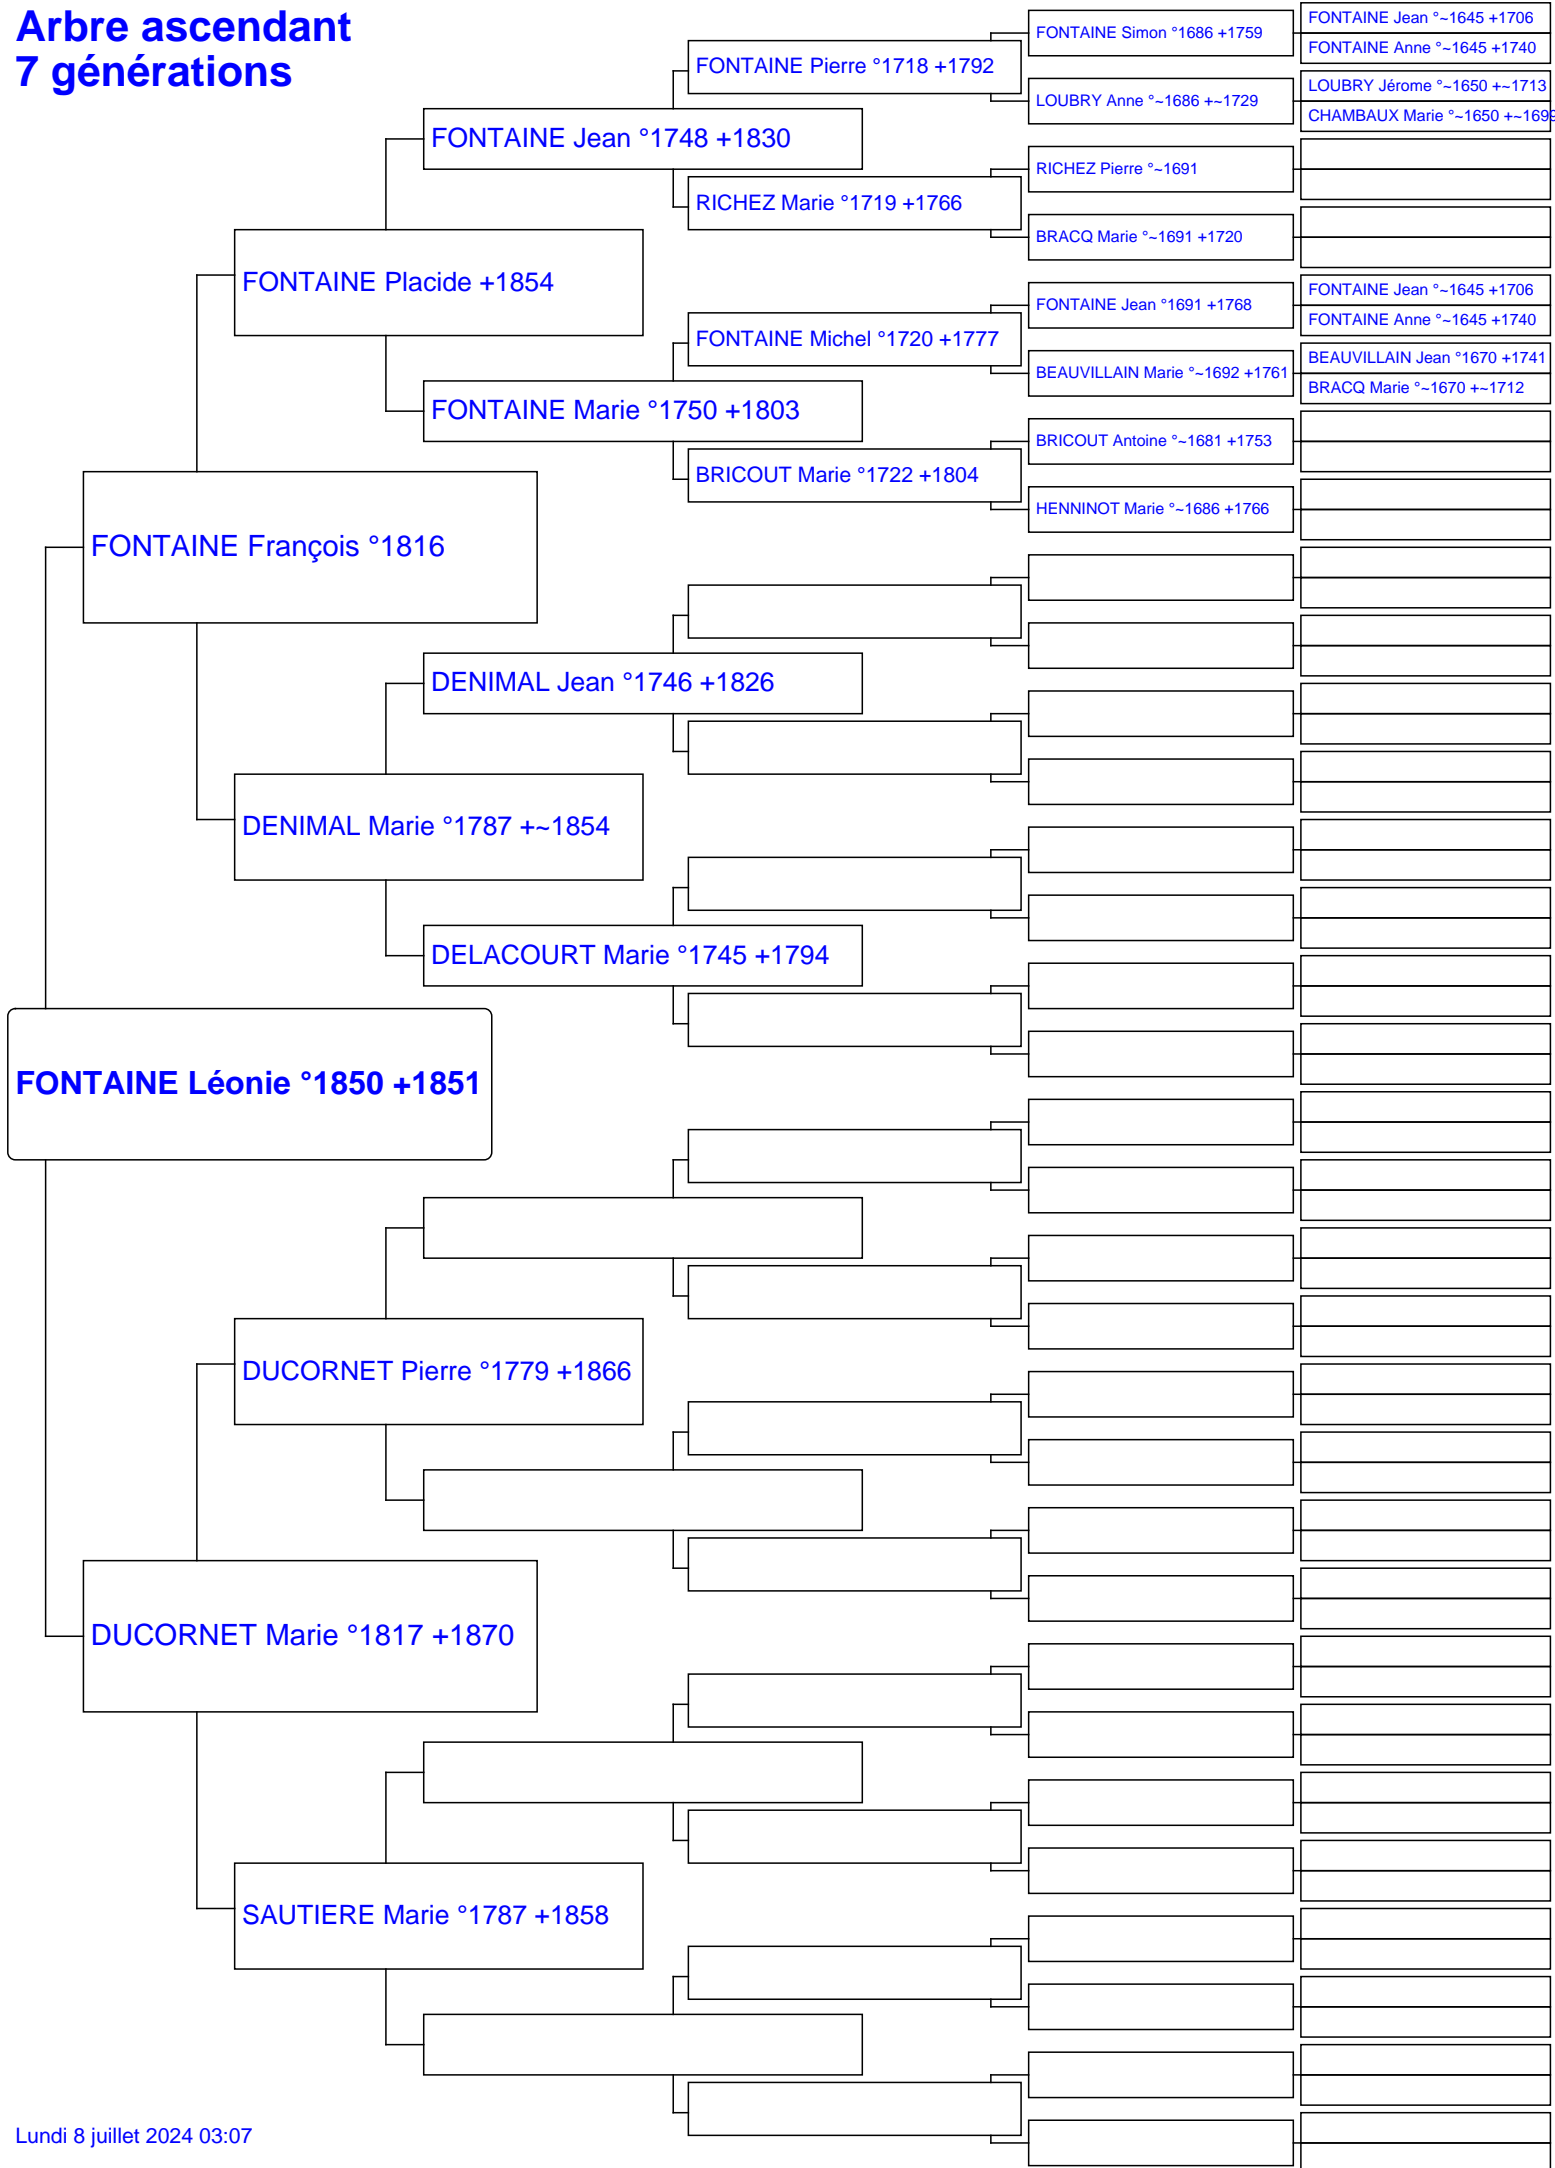 Arbre ascendant
7 générations
FONTAINE Simon °1686 +1759
FONTAINE Jean °~1645 +1706
FONTAINE Anne °~1645 +1740
FONTAINE Pierre °1718 +1792
LOUBRY Anne °~1686 +~1729
LOUBRY Jérome °~1650 +~1713
CHAMBAUX Marie °~1650 +~1699
FONTAINE Jean °1748 +1830
RICHEZ Pierre °~1691
RICHEZ Marie °1719 +1766
BRACQ Marie °~1691 +1720
FONTAINE Placide +1854
FONTAINE Jean °1691 +1768
FONTAINE Jean °~1645 +1706
FONTAINE Anne °~1645 +1740
FONTAINE Michel °1720 +1777
BEAUVILLAIN Marie °~1692 +1761
BEAUVILLAIN Jean °1670 +1741
BRACQ Marie °~1670 +~1712
FONTAINE Marie °1750 +1803
BRICOUT Antoine °~1681 +1753
BRICOUT Marie °1722 +1804
HENNINOT Marie °~1686 +1766
FONTAINE François °1816
DENIMAL Jean °1746 +1826
DENIMAL Marie °1787 +~1854
DELACOURT Marie °1745 +1794
FONTAINE Léonie °1850 +1851
DUCORNET Pierre °1779 +1866
DUCORNET Marie °1817 +1870
SAUTIERE Marie °1787 +1858
Lundi 8 juillet 2024 03:07